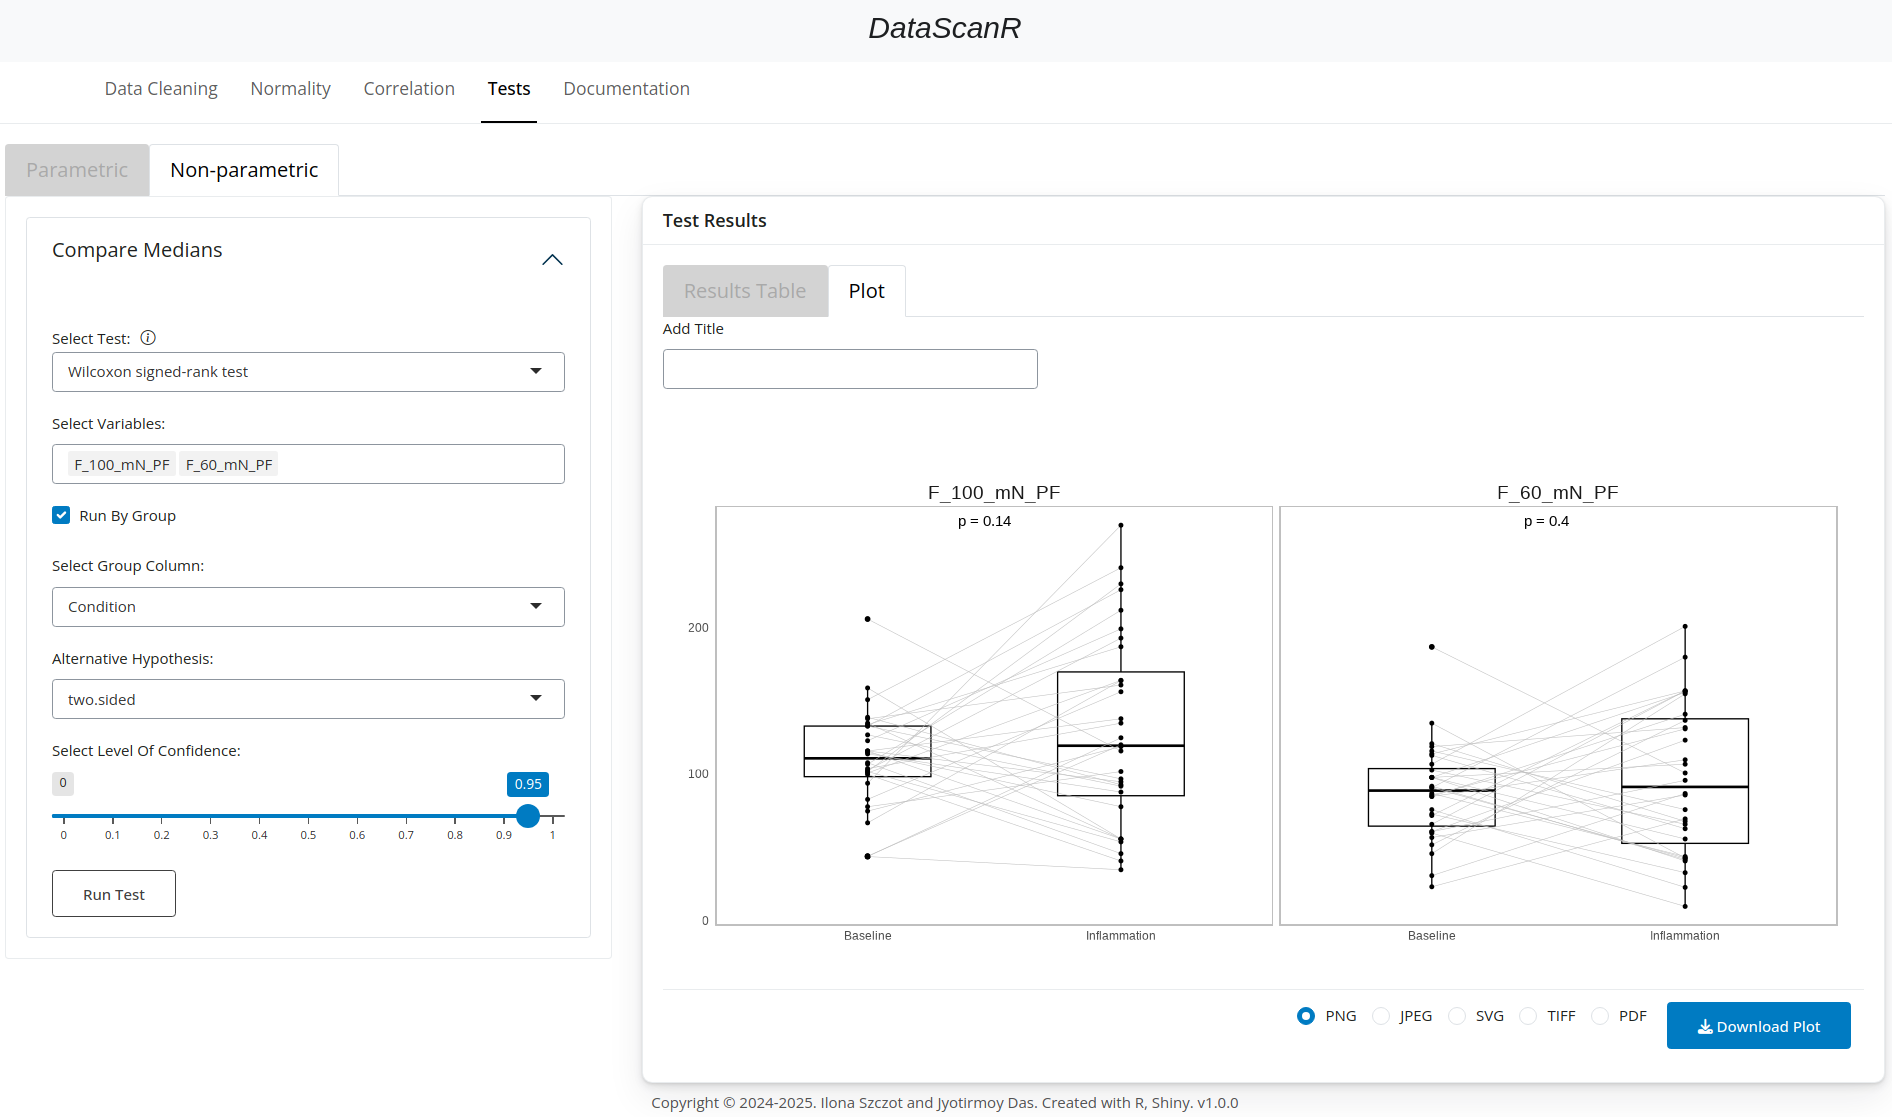 DataScanR
Data Cleaning Normality Correlation Tests Documentation
Parametric Non-parametric
Compare Medians
Select Test:
Wilcoxon signed-rank test
Select Variables:
F_100_mN_PF F_60_mN_PF
Run By Group
Select Group Column:
Condition
Alternative Hypothesis:
two.sided
Select Level Of Confidence:
0 0.95
0 0.1 0.2 0.3 0.4 0.5 0.6 0.7 0.8 0.9 1
Run Test
Test Results
Results Table Plot
Add Title
F_100_mN_PF F_60_mN_PF
p = 0.14 p = 0.4
200
100
0
Baseline Inflammation Baseline Inflammation
PNG JPEG SVG TIFF PDF Download Plot
Copyright © 2024-2025. Ilona Szczot and Jyotirmoy Das. Created with R, Shiny. v1.0.0